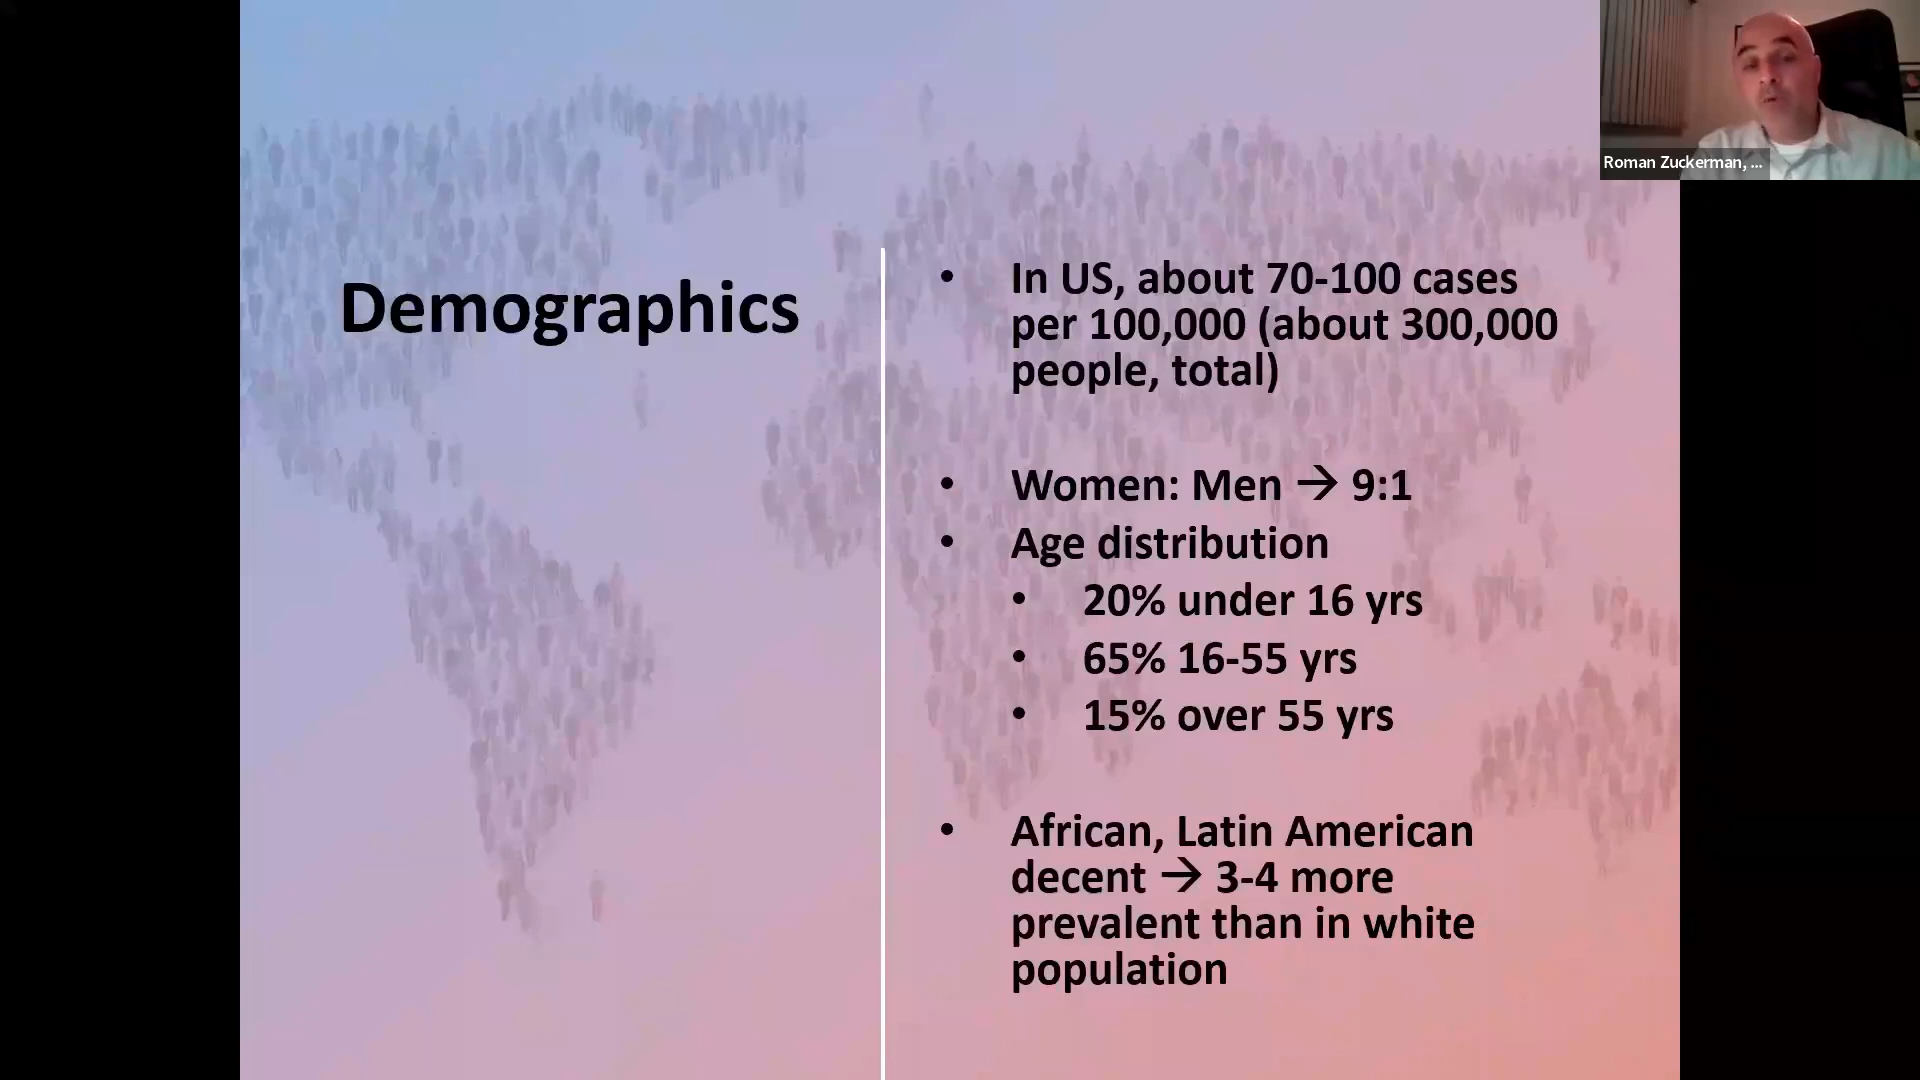 Roman Zuckerman, ...
Demographics
• In US, about 70-100 cases
per 100,000 (about 300,000
people, total)
• Women: Men → 9:1
• Age distribution
• 20% under 16 yrs
• 65% 16-55 yrs
• 15% over 55 yrs
• African, Latin American
decent → 3-4 more
prevalent than in white
population